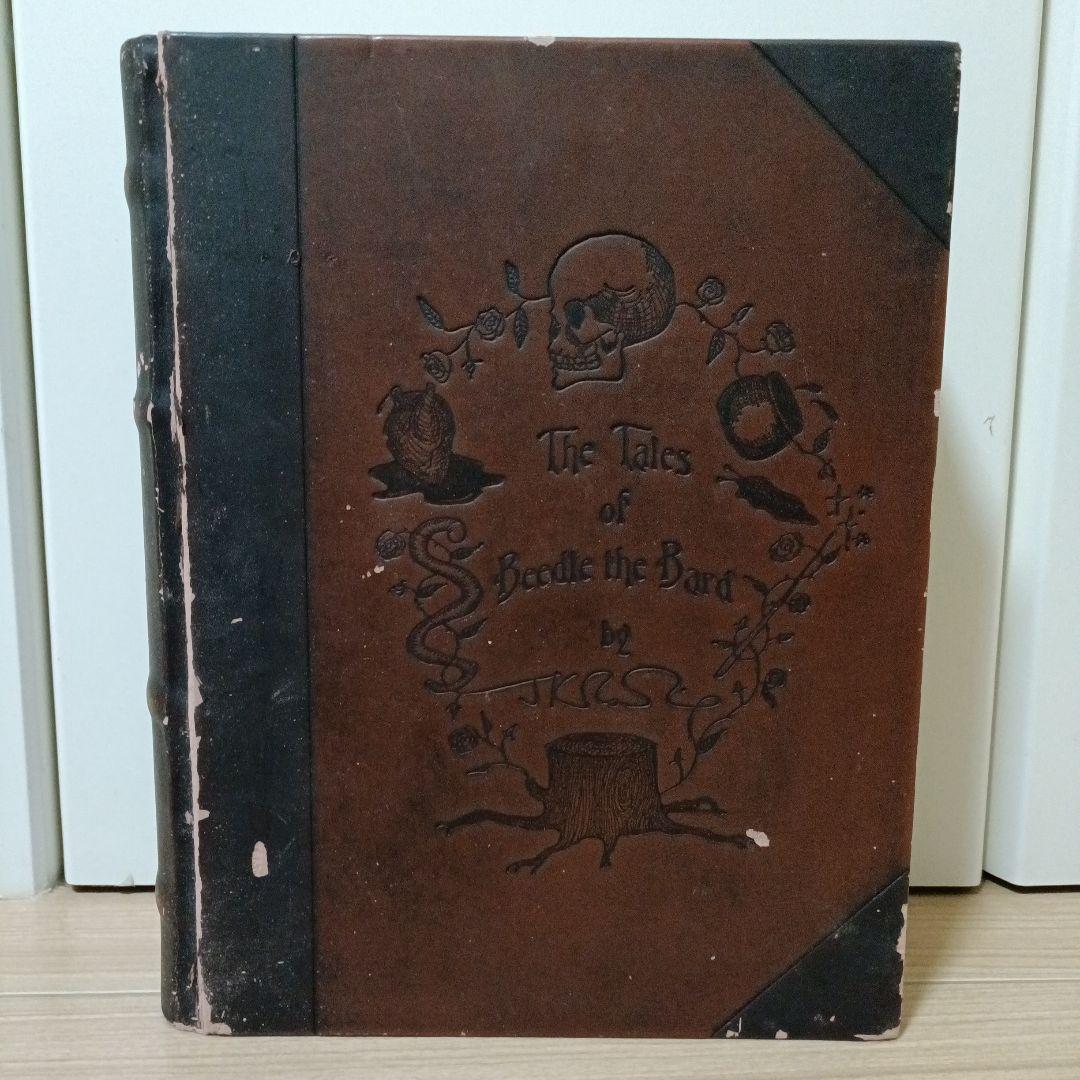 The Tales
of
Beedle the Bard
by